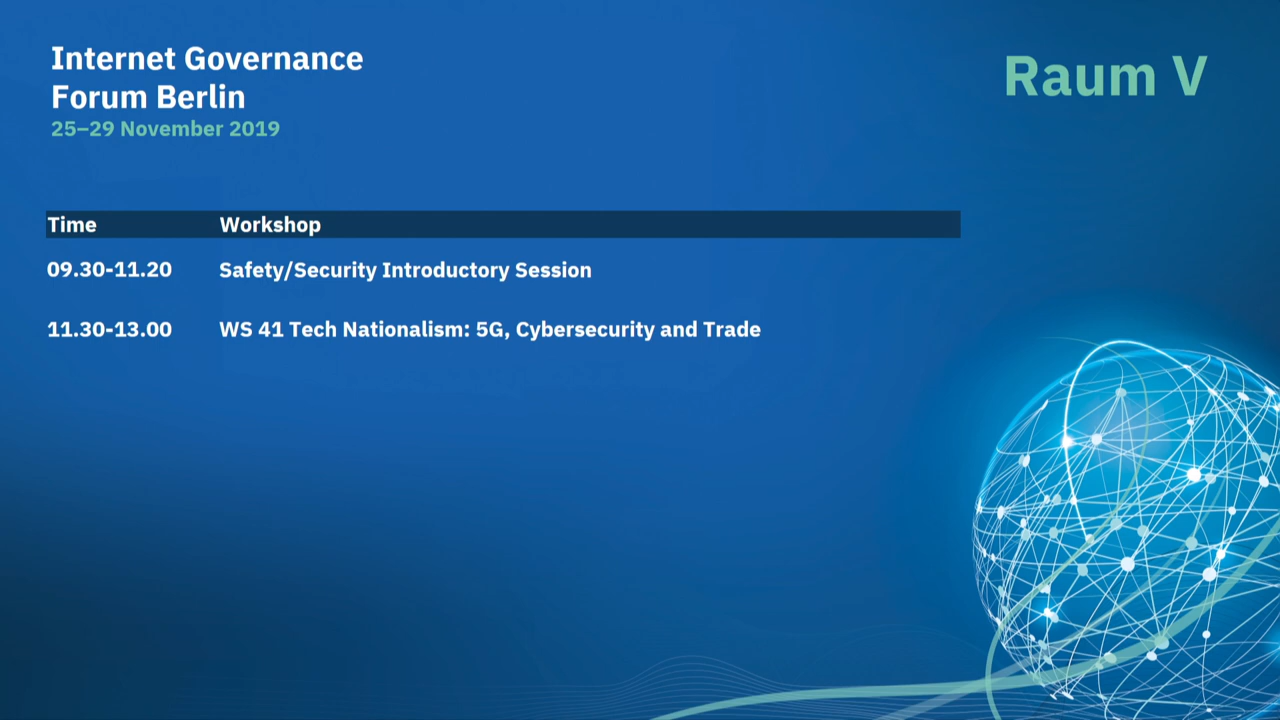 Internet Governance
Forum Berlin
25–29 November 2019
Raum V
Time Workshop
09.30-11.20 Safety/Security Introductory Session
11.30-13.00 WS 41 Tech Nationalism: 5G, Cybersecurity and Trade